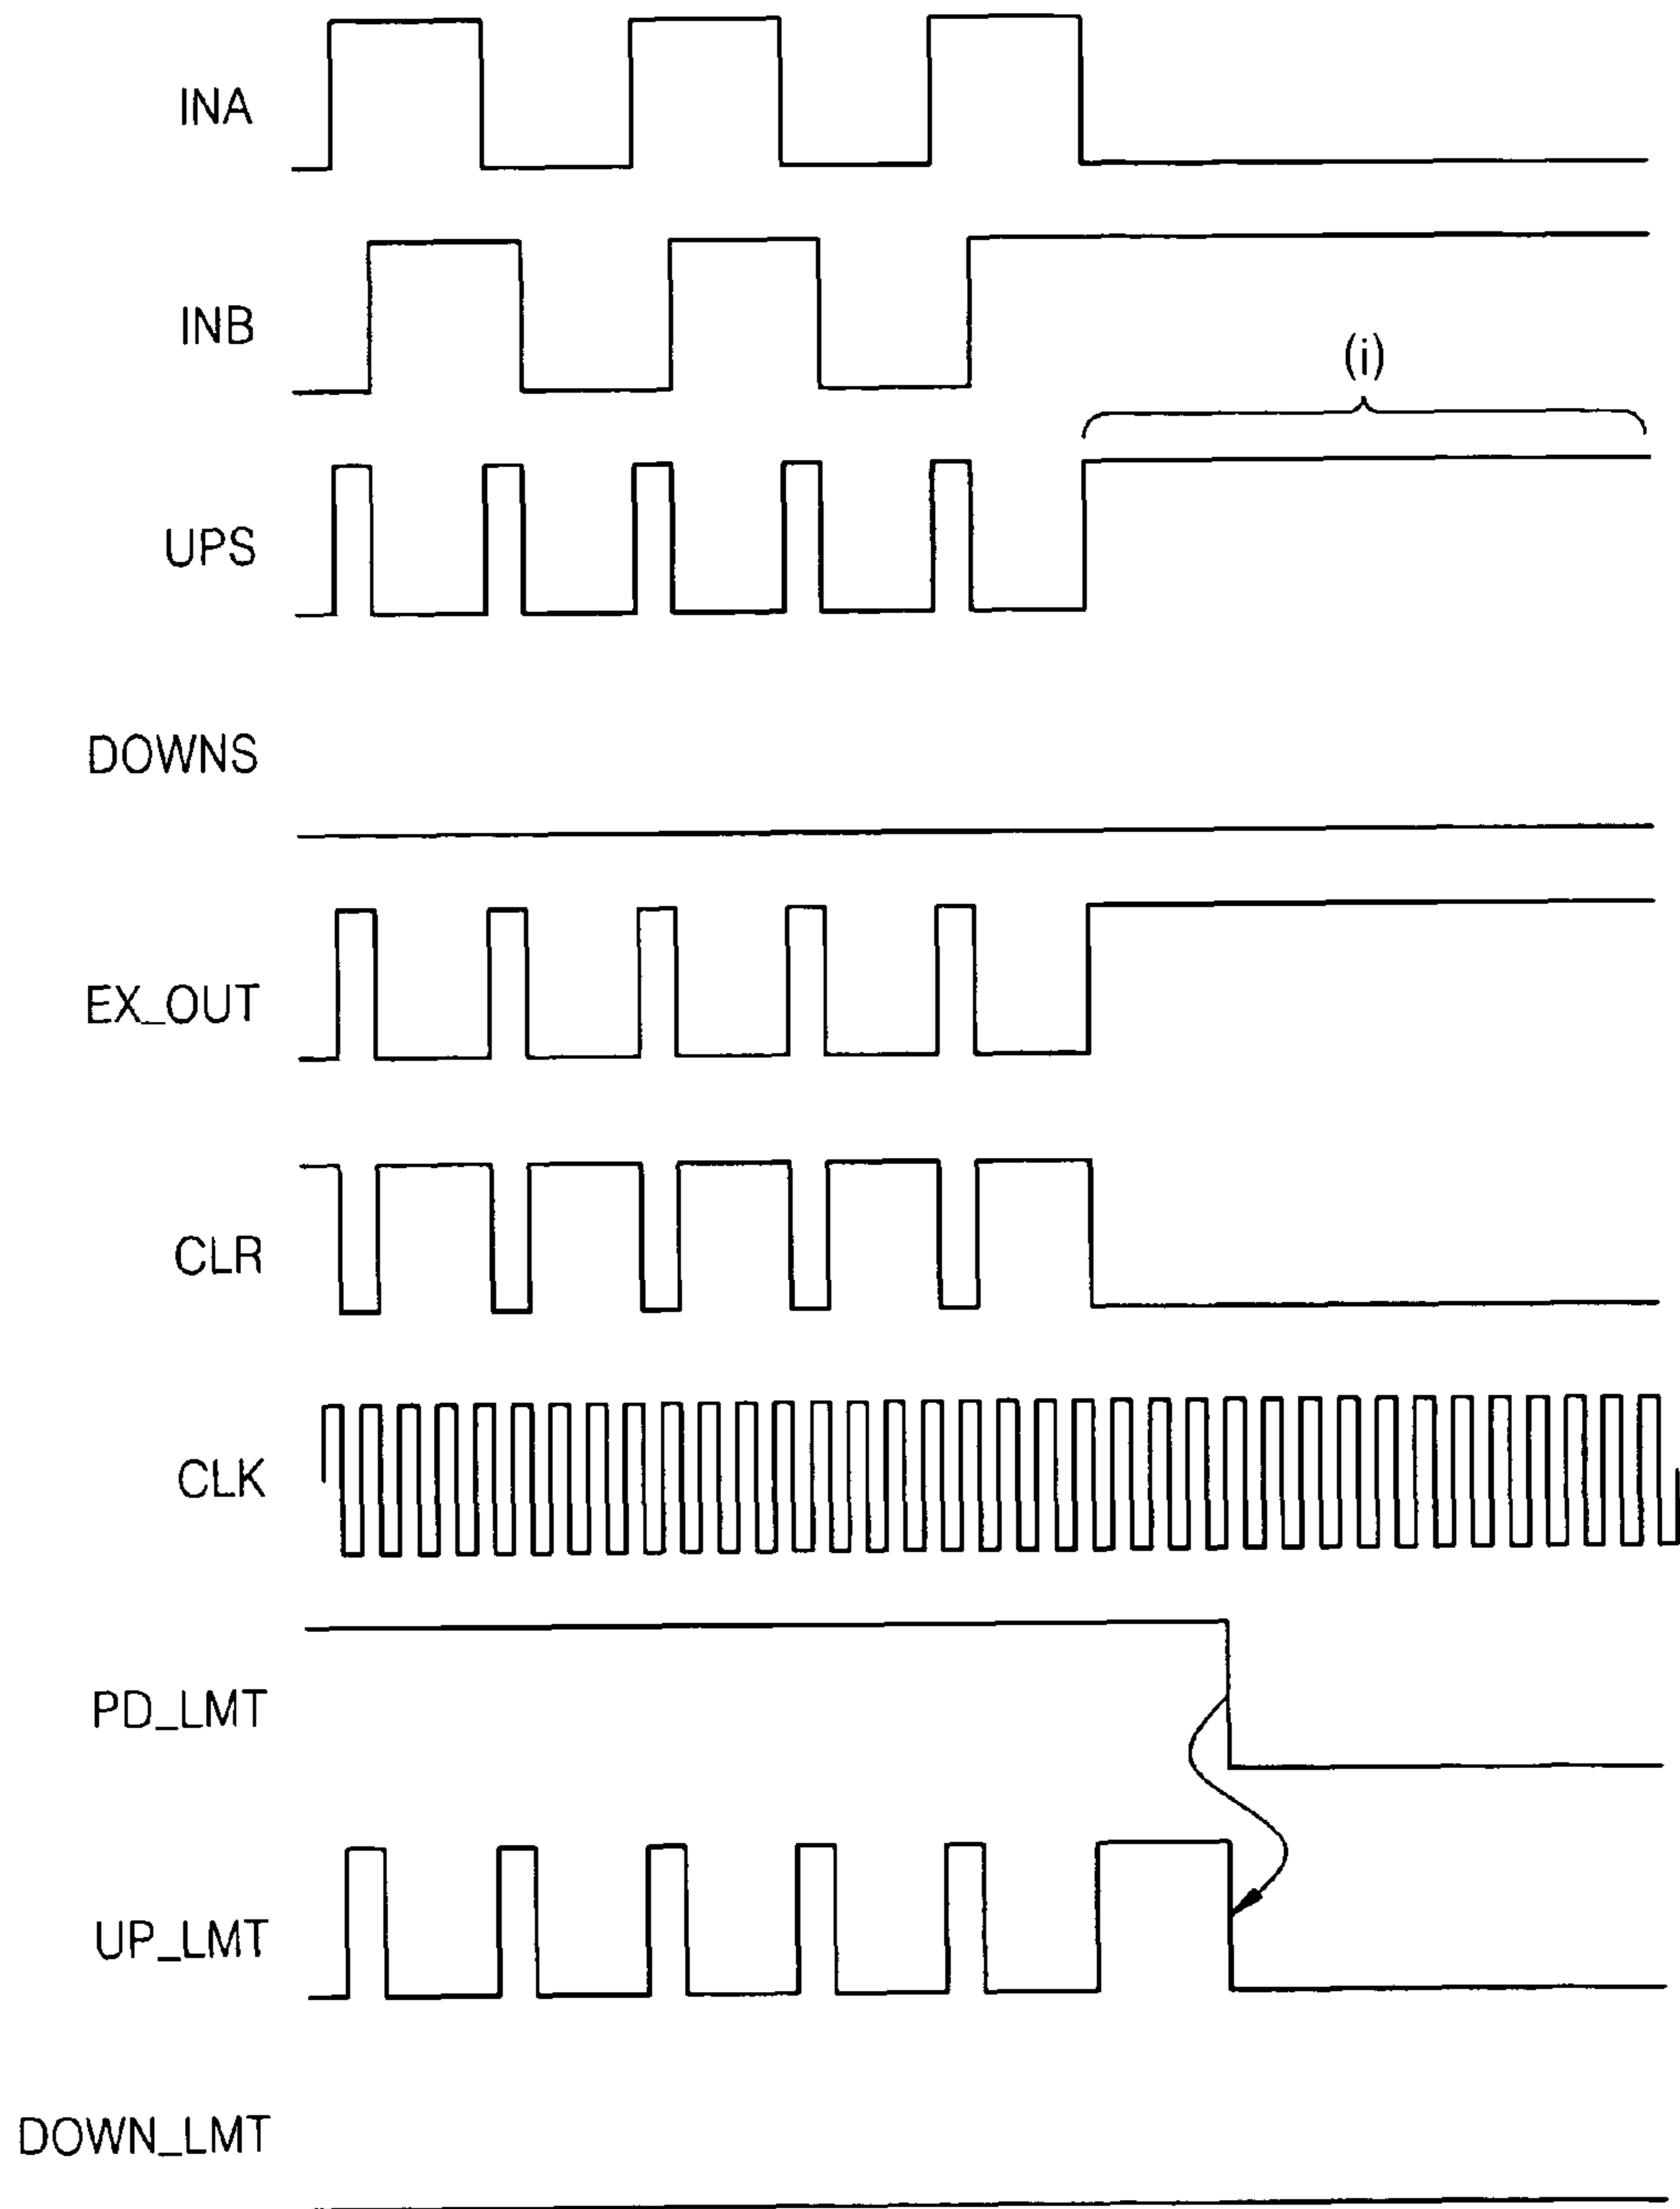 INA
INB
(i)
UPS
DOWNS
EX_OUT
CLR
CLK
PD_LMT
UP_LMT
DOWN_LMT